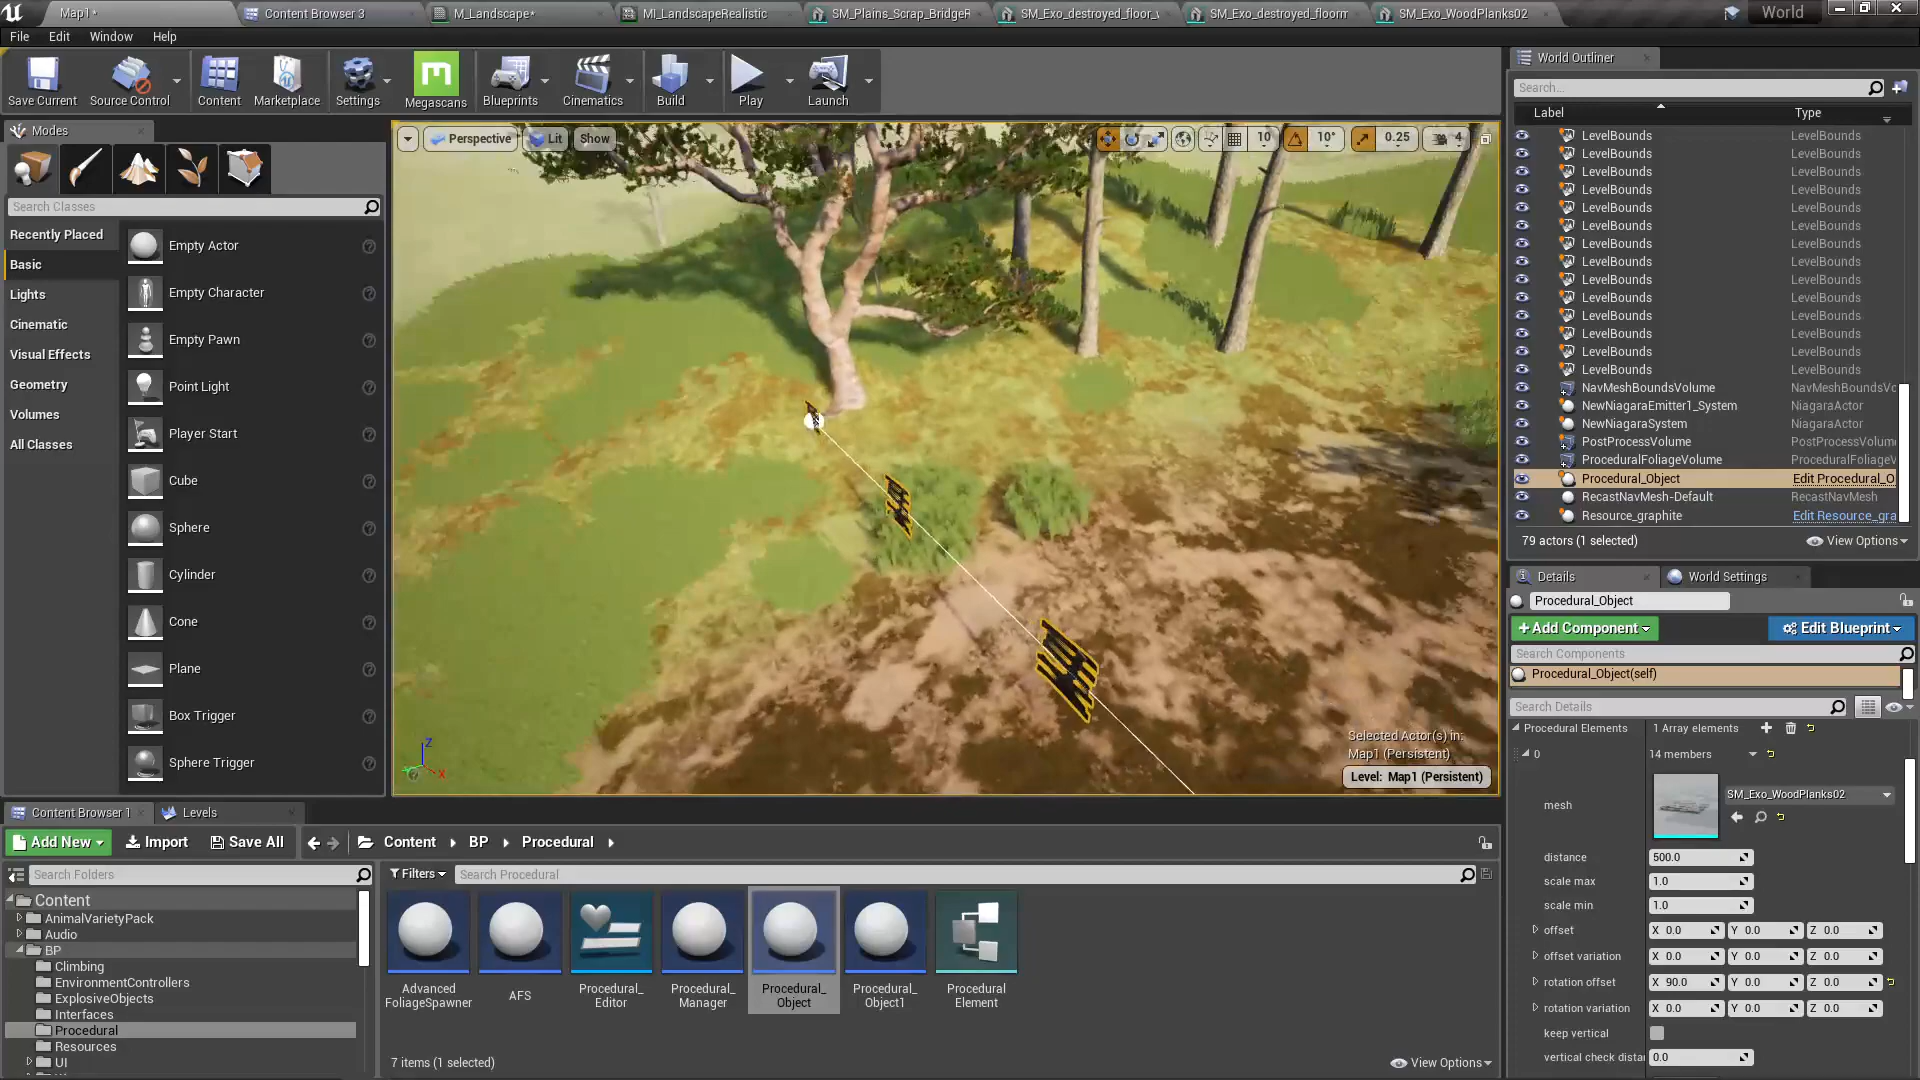 Map1*
Content Browser 3
M_Landscape*
MI_LandscapeRealistic
SM_Plains_Scrap_BridgeR
SM_Exo_destroyed_floor_
SM_Exo_destroyed_floorm
SM_Exo_WoodPlanks02
World
File Edit Window Help
Save Current
Source Control
Content
Marketplace
Settings
Megascans
Blueprints
Cinematics
Build
Play
Launch
Modes
Search Classes
Recently Placed
Basic
Lights
Cinematic
Visual Effects
Geometry
Volumes
All Classes
Empty Actor
Empty Character
Empty Pawn
Point Light
Player Start
Cube
Sphere
Cylinder
Cone
Plane
Box Trigger
Sphere Trigger
Perspective
Lit
Show
10
10°
0.25
4
Z
X
Selected Actor(s) in:
Map1 (Persistent)
Level: Map1 (Persistent)
World Outliner
Search...
Label Type
LevelBounds LevelBounds
LevelBounds LevelBounds
LevelBounds LevelBounds
LevelBounds LevelBounds
LevelBounds LevelBounds
LevelBounds LevelBounds
LevelBounds LevelBounds
LevelBounds LevelBounds
LevelBounds LevelBounds
LevelBounds LevelBounds
LevelBounds LevelBounds
LevelBounds LevelBounds
LevelBounds LevelBounds
LevelBounds LevelBounds
NavMeshBoundsVolume NavMeshBoundsVo
NewNiagaraEmitter1_System NiagaraActor
NewNiagaraSystem NiagaraActor
PostProcessVolume PostProcessVolum
ProceduralFoliageVolume ProceduralFoliageV
Procedural_Object Edit Procedural_O
RecastNavMesh-Default RecastNavMesh
Resource_graphite Edit Resource_gra
79 actors (1 selected)
View Options
Details
World Settings
Procedural_Object
+Add Component
Edit Blueprint
Search Components
Procedural_Object(self)
Search Details
Procedural Elements 1 Array elements
0 14 members
mesh SM_Exo_WoodPlanks02
distance 500.0
scale max 1.0
scale min 1.0
offset X 0.0 Y 0.0 Z 0.0
offset variation X 0.0 Y 0.0 Z 0.0
rotation offset X 90.0 Y 0.0 Z 0.0
rotation variation X 0.0 Y 0.0 Z 0.0
keep vertical
vertical check distar 0.0
Content Browser 1
Levels
Add New
Import
Save All
Content
BP
Procedural
Search Folders
Filters
Search Procedural
Content
AnimalVarietyPack
Audio
BP
Climbing
EnvironmentControllers
ExplosiveObjects
Interfaces
Procedural
Resources
UI
Advanced
FoliageSpawner
AFS
Procedural_
Editor
Procedural_
Manager
Procedural_
Object
Procedural_
Object1
Procedural
Element
7 items (1 selected)
View Options